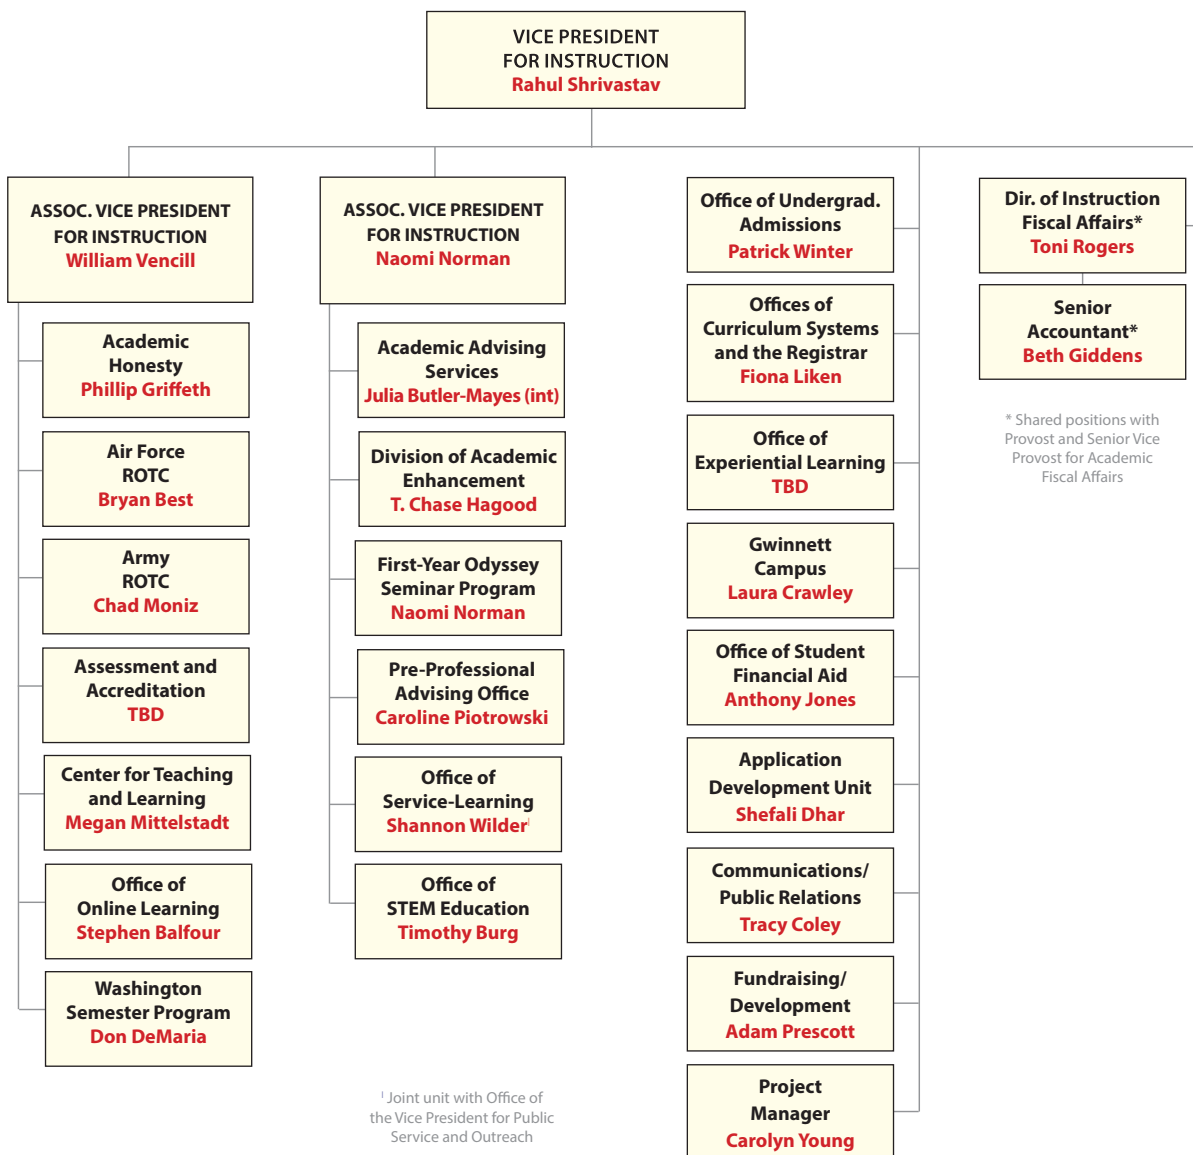 VICE PRESIDENT
FOR INSTRUCTION
Rahul Shrivastav
ASSOC. VICE PRESIDENT
FOR INSTRUCTION
William Vencill
Academic
Honesty
Phillip Griffeth
Air Force
ROTC
Bryan Best
Army
ROTC
Chad Moniz
Assessment and
Accreditation
TBD
Center for Teaching
and Learning
Megan Mittelstadt
Office of
Online Learning
Stephen Balfour
Washington
Semester Program
Don DeMaria
ASSOC. VICE PRESIDENT
FOR INSTRUCTION
Naomi Norman
Academic Advising
Services
Julia Butler-Mayes (int)
Division of Academic
Enhancement
T. Chase Hagood
First-Year Odyssey
Seminar Program
Naomi Norman
Pre-Professional
Advising Office
Caroline Piotrowski
Office of
Service-Learning
Shannon Wilder|
Office of
STEM Education
Timothy Burg
| Joint unit with Office of
the Vice President for Public
Service and Outreach
Office of Undergrad.
Admissions
Patrick Winter
Offices of
Curriculum Systems
and the Registrar
Fiona Liken
Office of
Experiential Learning
TBD
Gwinnett
Campus
Laura Crawley
Office of Student
Financial Aid
Anthony Jones
Application
Development Unit
Shefali Dhar
Communications/
Public Relations
Tracy Coley
Fundraising/
Development
Adam Prescott
Project
Manager
Carolyn Young
Dir. of Instruction
Fiscal Affairs*
Toni Rogers
Senior
Accountant*
Beth Giddens
* Shared positions with
Provost and Senior Vice
Provost for Academic
Fiscal Affairs